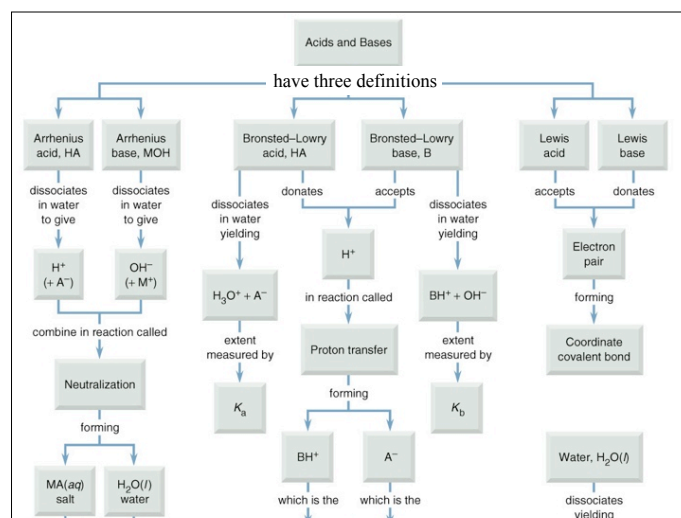 Acids and Bases
have three definitions
Arrhenius
acid, HA
Arrhenius
base, MOH
Bronsted–Lowry
acid, HA
Bronsted–Lowry
base, B
Lewis
acid
Lewis
base
dissociates
in water
to give
dissociates
in water
to give
dissociates
in water
yielding
donates
accepts
dissociates
in water
yielding
accepts
donates
H⁺
(+ A⁻)
OH⁻
(+ M⁺)
H₃O⁺ + A⁻
H⁺
BH⁺ + OH⁻
Electron
pair
combine in reaction called
extent
measured by
in reaction called
extent
measured by
forming
Neutralization
Kₐ
Proton transfer
K_b
Coordinate
covalent bond
forming
forming
MA(aq)
salt
H₂O(l)
water
BH⁺
A⁻
Water, H₂O(l)
which is the
which is the
dissociates
yielding